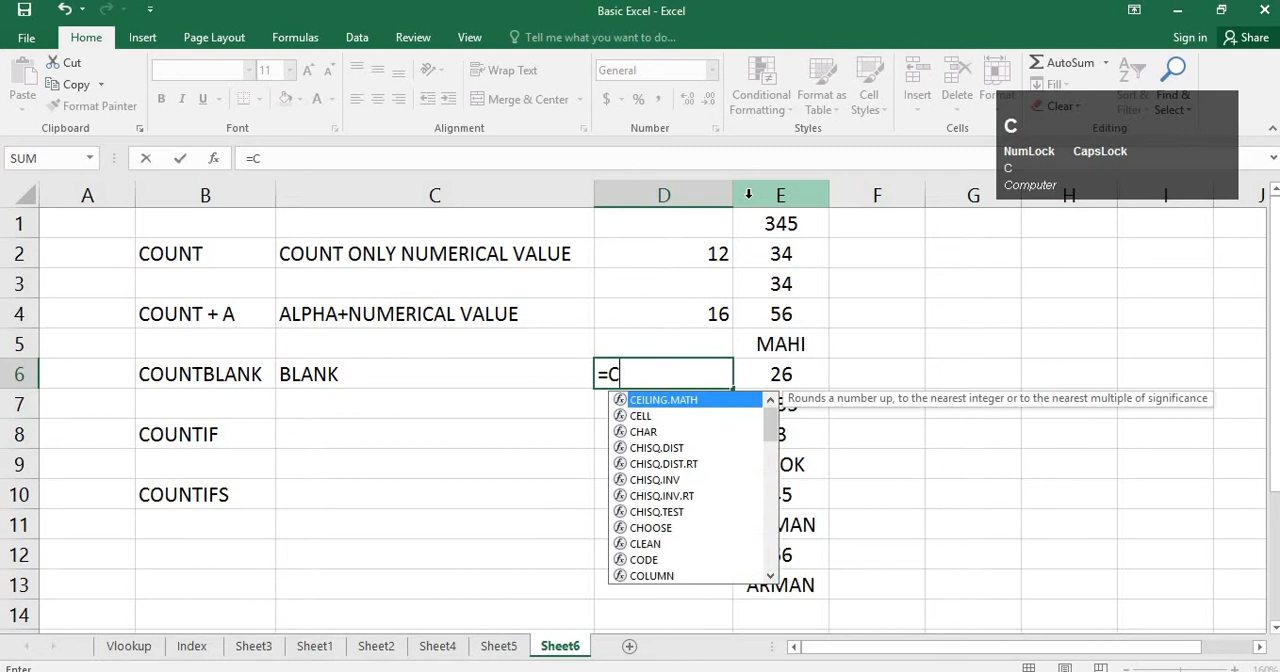 Basic Excel - Excel
File Home Insert Page Layout Formulas Data Review View Tell me what you want to do... Sign in Share
Paste Cut Copy Format Painter Clipboard
11 Font
B I U A
Wrap Text Merge & Center Alignment
General $ % , Number
Conditional Formatting Format as Table Cell Styles Styles
Insert Delete Format Cells
AutoSum Fill Clear Sort & Filter Find & Select Editing
C
NumLock CapsLock
C
Computer
SUM =C
A B C D E F G H I J
1 345
2 COUNT COUNT ONLY NUMERICAL VALUE 12 34
3 34
4 COUNT + A ALPHA+NUMERICAL VALUE 16 56
5 MAHI
6 COUNTBLANK BLANK =C 26
CEILING.MATH Rounds a number up, to the nearest integer or to the nearest multiple of significance
7
CELL
CHAR
8 COUNTIF
CHISQ.DIST
9 CHISQ.DIST.RT OK
CHISQ.INV
10 COUNTIFS CHISQ.INV.RT
CHISQ.TEST
11 MAN
CHOOSE
CLEAN
12
CODE
13 COLUMN ARMAN
14
Vlookup Index Sheet3 Sheet1 Sheet2 Sheet4 Sheet5 Sheet6
Enter 160%